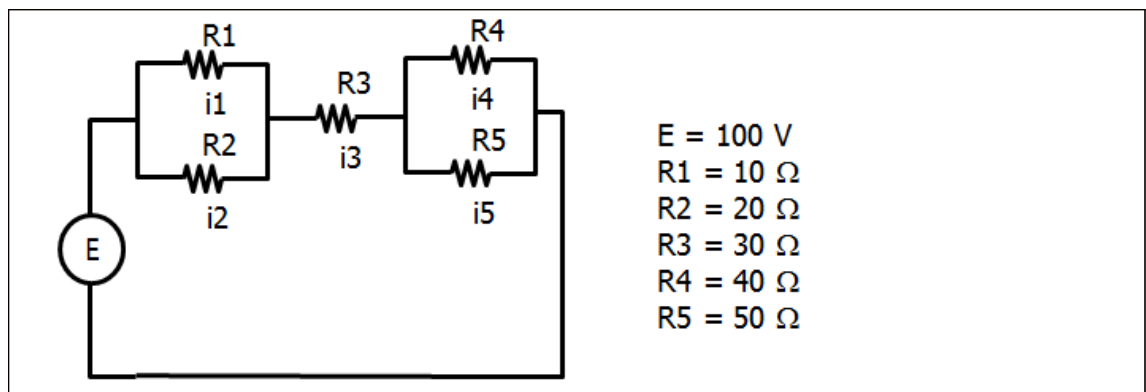 R1
i1
R2
i2
R3
i3
R4
i4
R5
i5
E
E = 100 V
R1 = 10 Ω
R2 = 20 Ω
R3 = 30 Ω
R4 = 40 Ω
R5 = 50 Ω